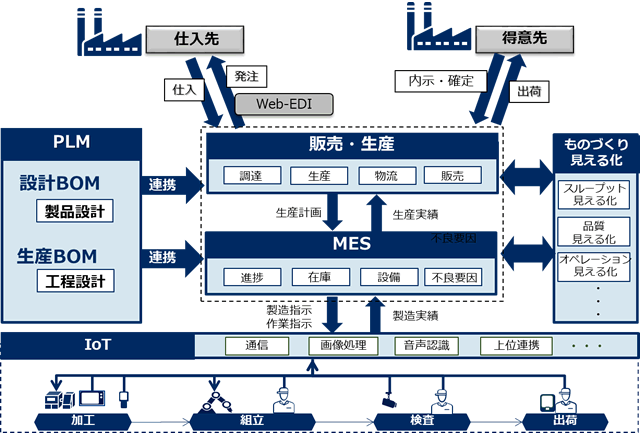 仕入先
得意先
仕入
発注
Web-EDI
内示・確定
出荷
PLM
設計BOM
製品設計
生産BOM
工程設計
連携
連携
販売・生産
調達
生産
物流
販売
生産計画
生産実績
不良要因
MES
進捗
在庫
設備
不良要因
製造指示
作業指示
製造実績
ものづくり
見える化
スループット
見える化
品質
見える化
オペレーション
見える化
・
・
・
IoT
通信
画像処理
音声認識
上位連携
・・・
加工
組立
検査
出荷